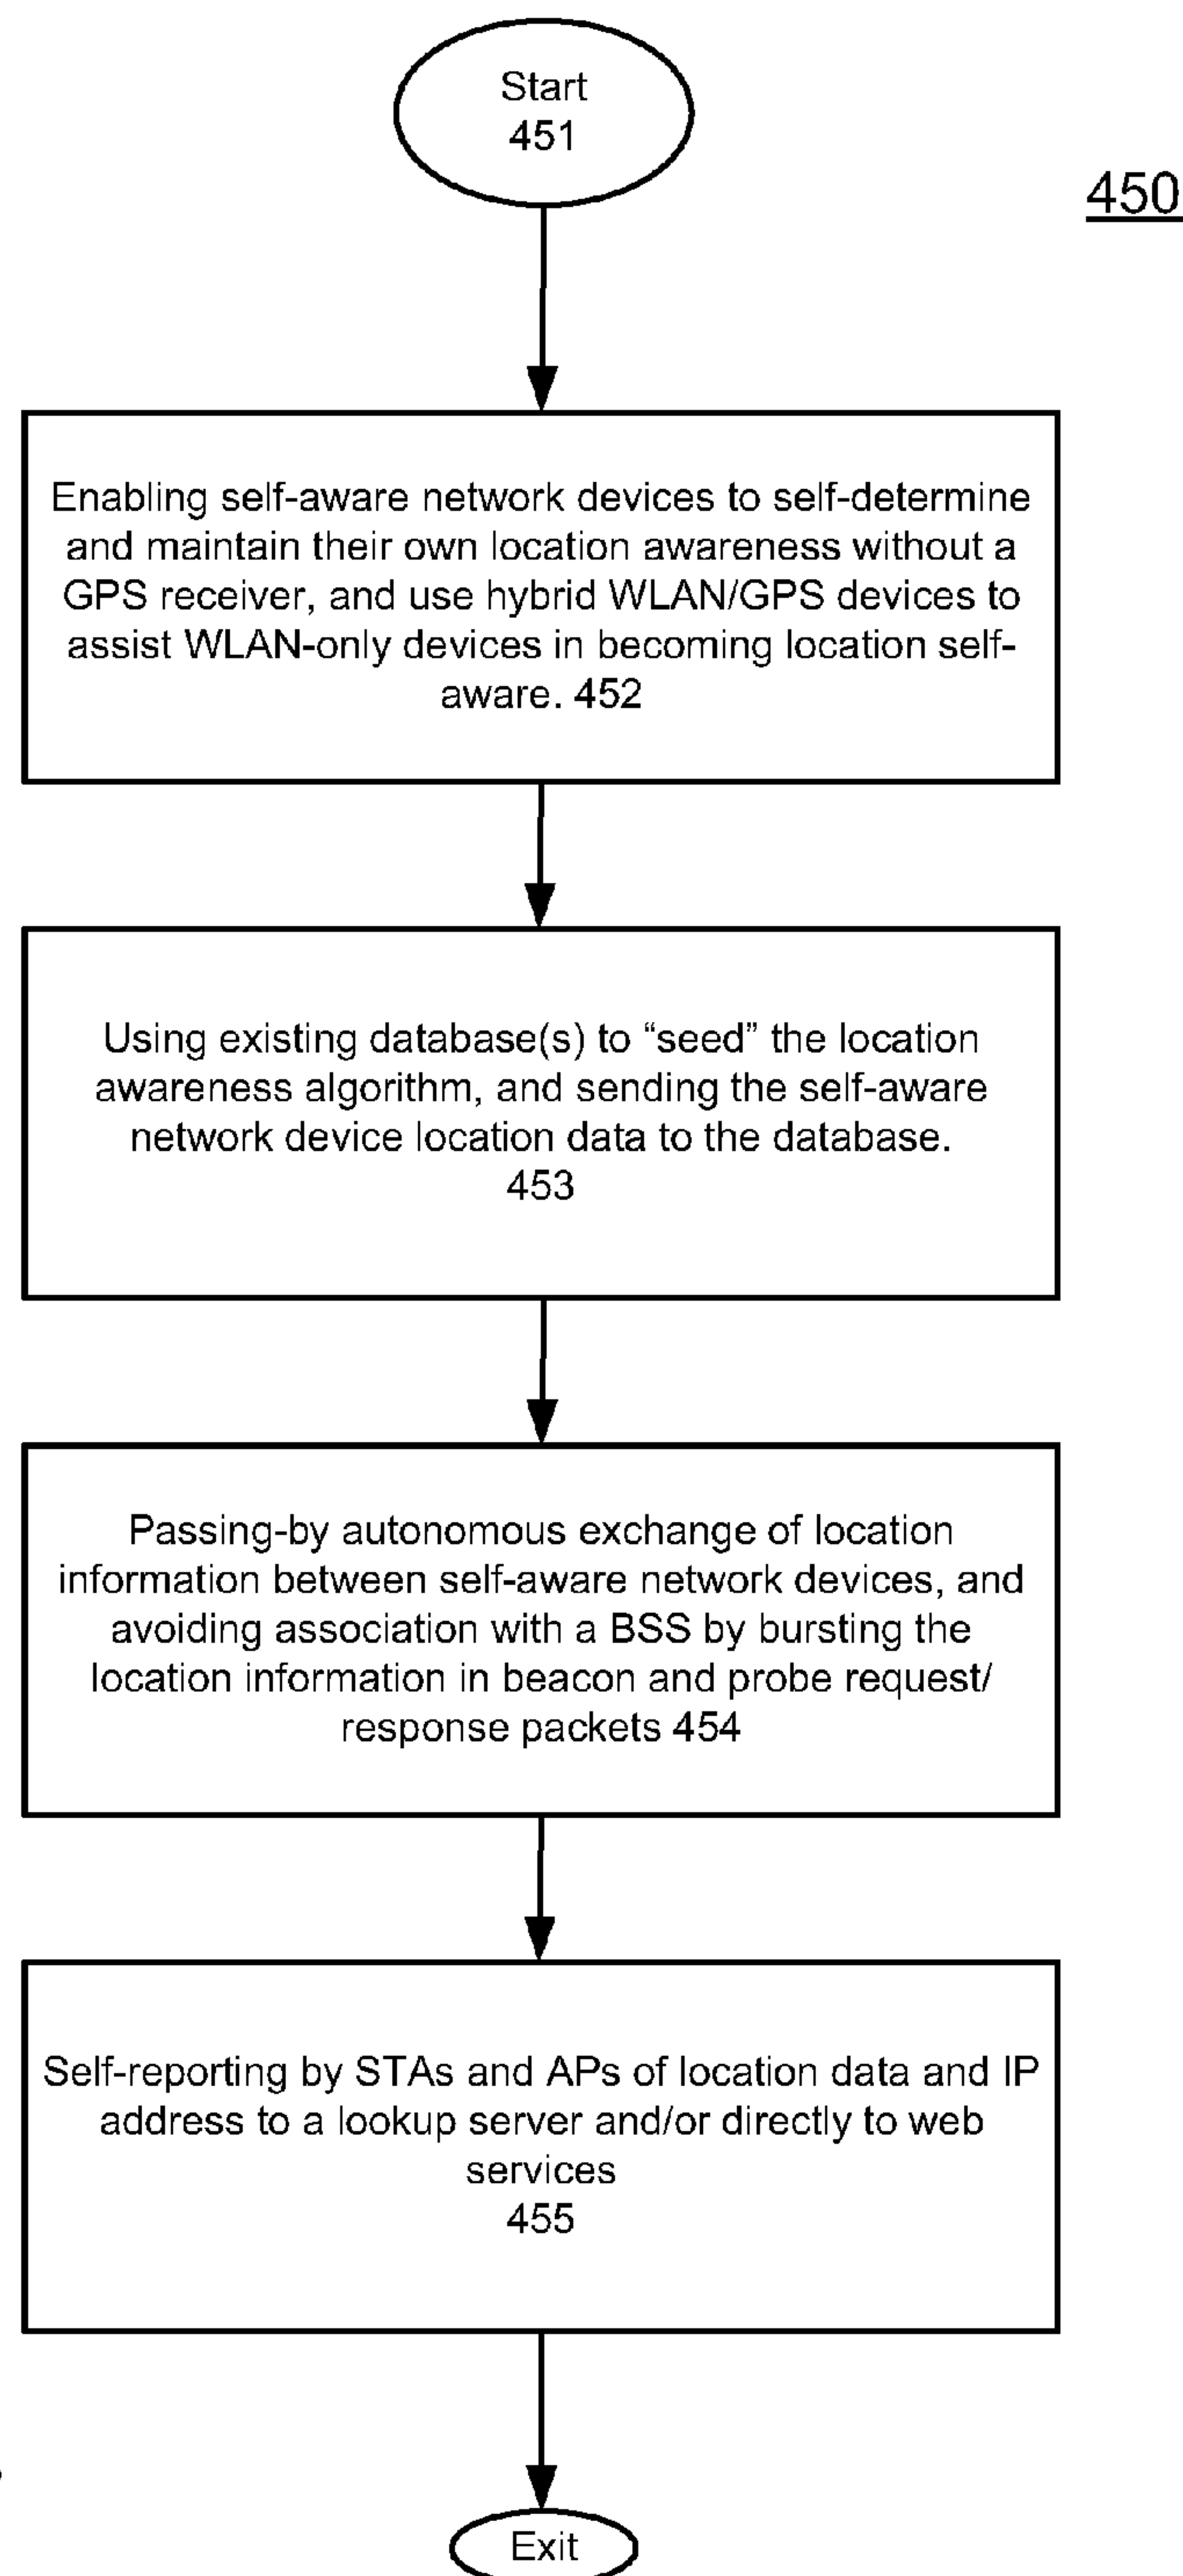 Start
451
450
Enabling self-aware network devices to self-determine
and maintain their own location awareness without a
GPS receiver, and use hybrid WLAN/GPS devices to
assist WLAN-only devices in becoming location self-
aware. 452
Using existing database(s) to “seed” the location
awareness algorithm, and sending the self-aware
network device location data to the database.
453
Passing-by autonomous exchange of location
information between self-aware network devices, and
avoiding association with a BSS by bursting the
location information in beacon and probe request/
response packets 454
Self-reporting by STAs and APs of location data and IP
address to a lookup server and/or directly to web
services
455
Exit